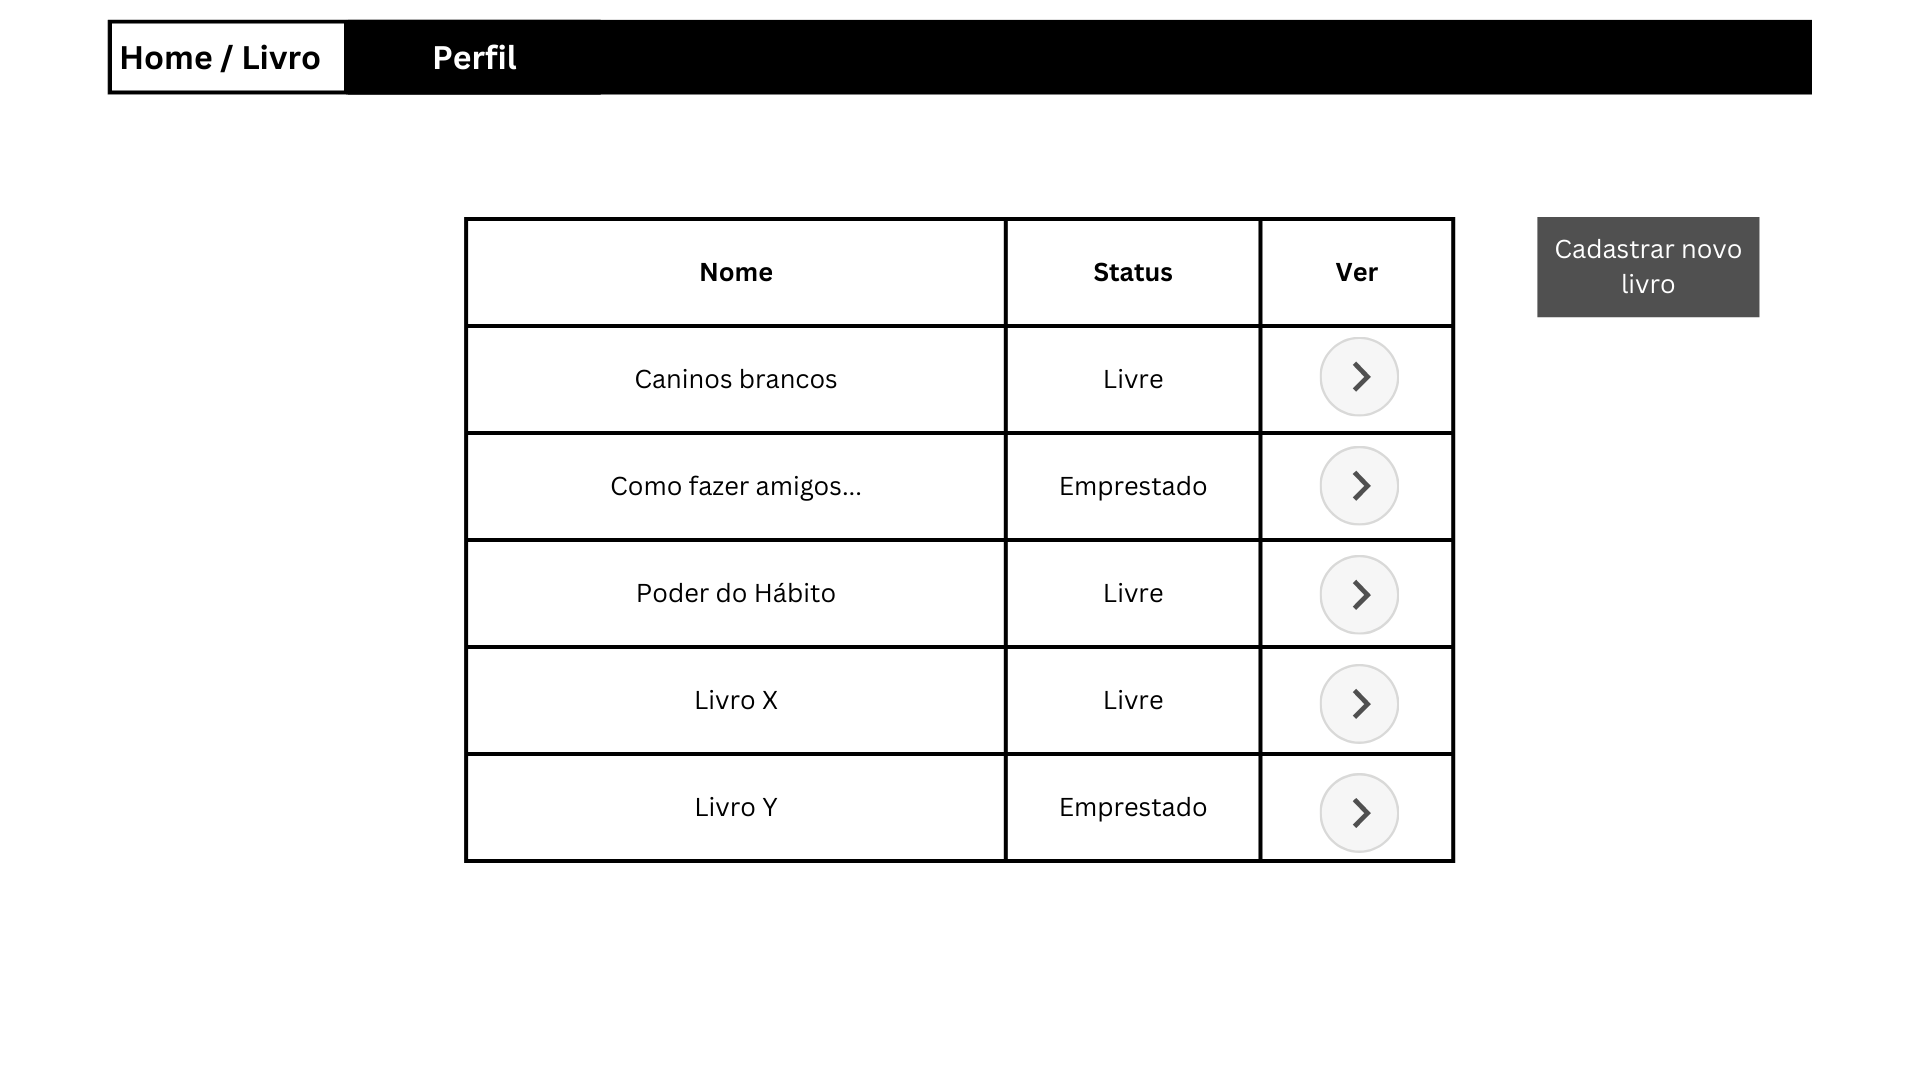 Home / Livro Perfil
Nome Status Ver
Cadastrar novo
livro
Caninos brancos Livre
Como fazer amigos... Emprestado
Poder do Hábito Livre
Livro X Livre
Livro Y Emprestado